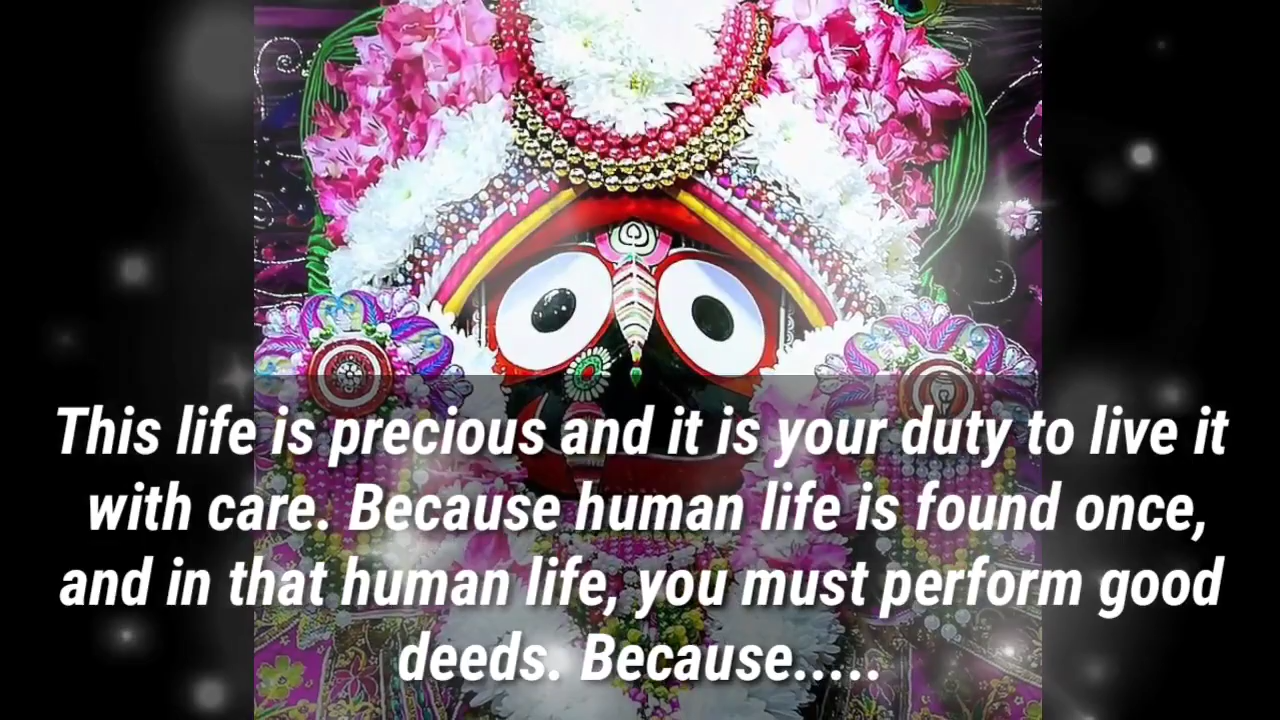 This life is precious and it is your duty to live it
with care. Because human life is found once,
and in that human life, you must perform good
deeds. Because.....